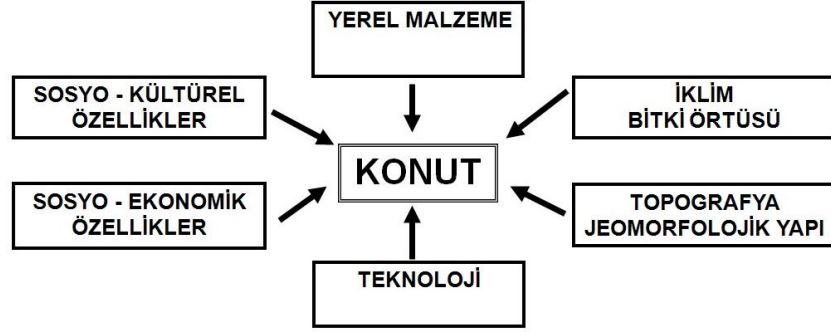 YEREL MALZEME
SOSYO - KÜLTÜREL
ÖZELLİKLER
İKLİM
BİTKİ ÖRTÜSÜ
KONUT
SOSYO - EKONOMİK
ÖZELLİKLER
TOPOGRAFYA
JEOMORFOLOJİK YAPI
TEKNOLOJİ